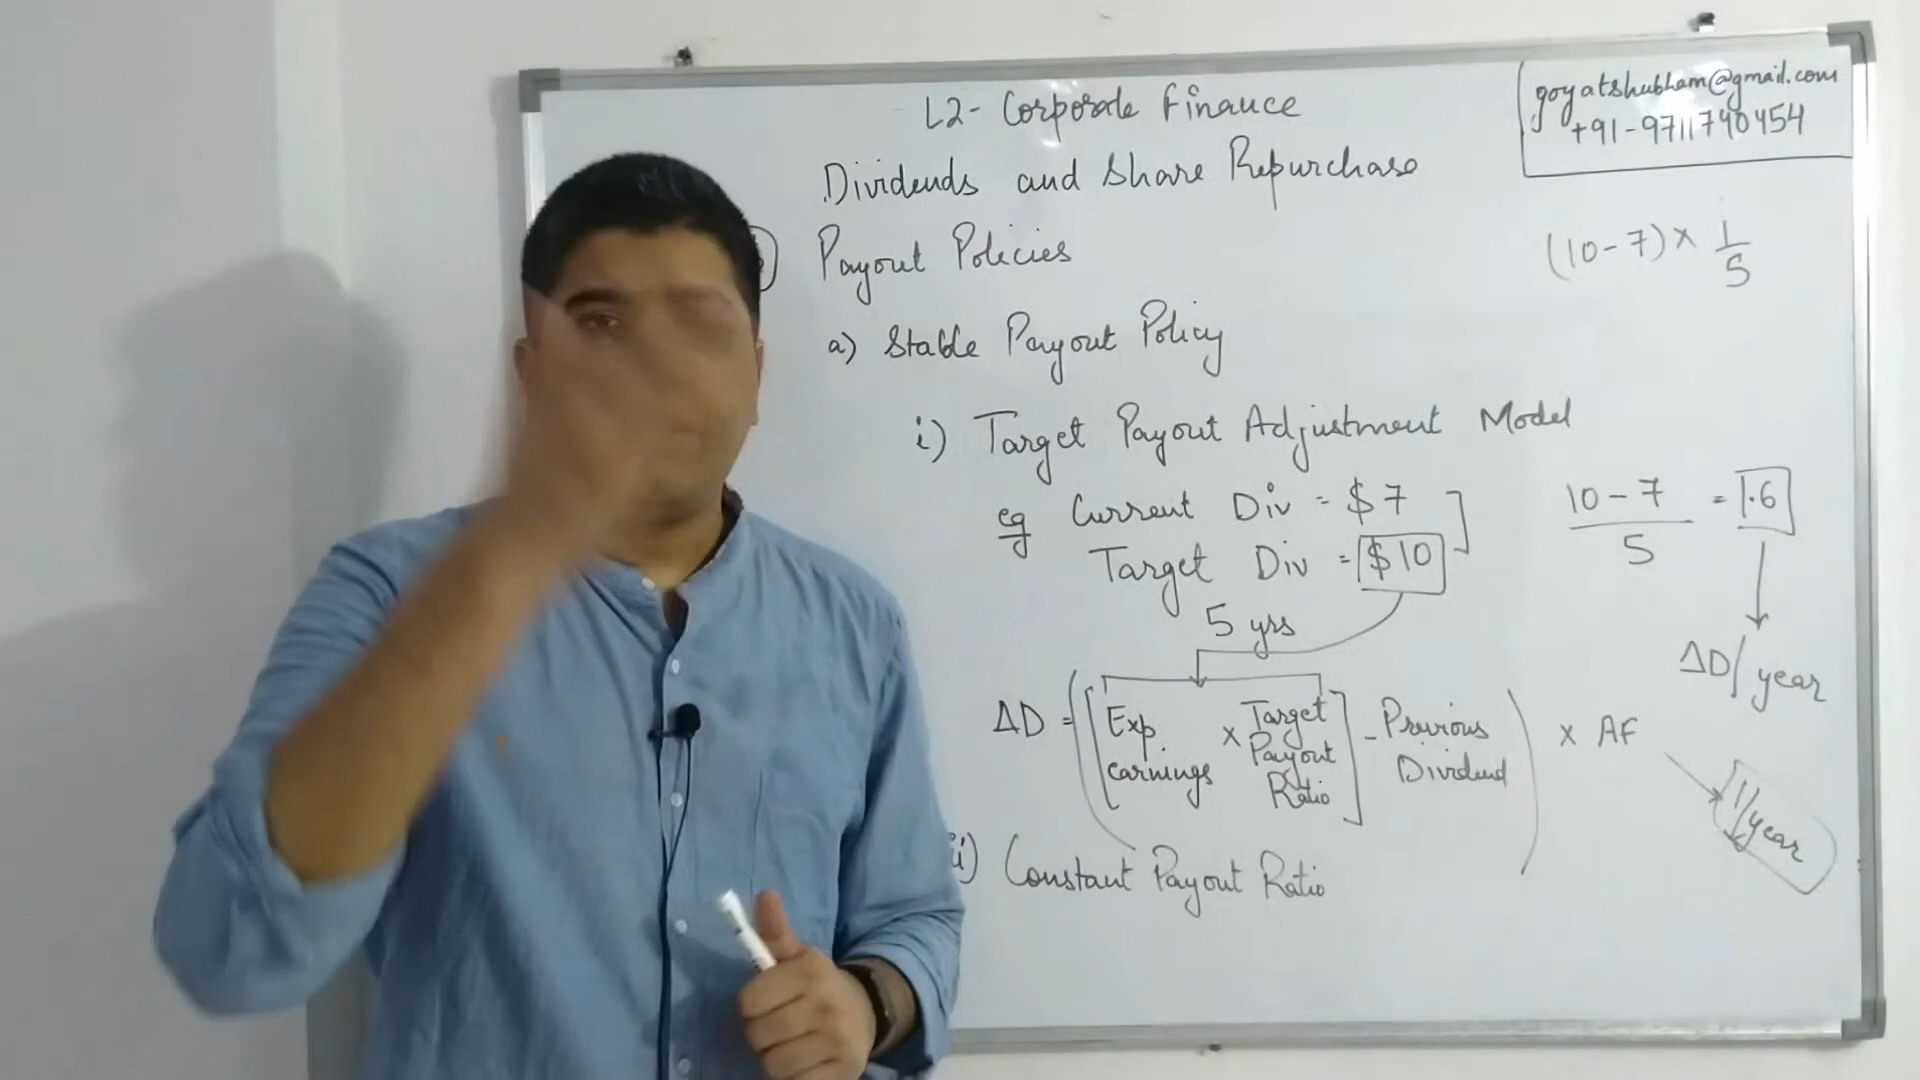 L2- Corporate Finance
goyatshubham@gmail.com
+91-9711740454
Dividends and Share Repurchase
Payout Policies
(10-7) × 1/5
a) Stable Payout Policy
i) Target Payout Adjustment Model
eg Current Div = $7
Target Div = $10
10-7/5 = 1.6
5 yrs
ΔD/year
ΔD = ([Exp earnings × Target Payout Ratio] - Previous Dividend) × AF
1/year
ii) Constant Payout Ratio